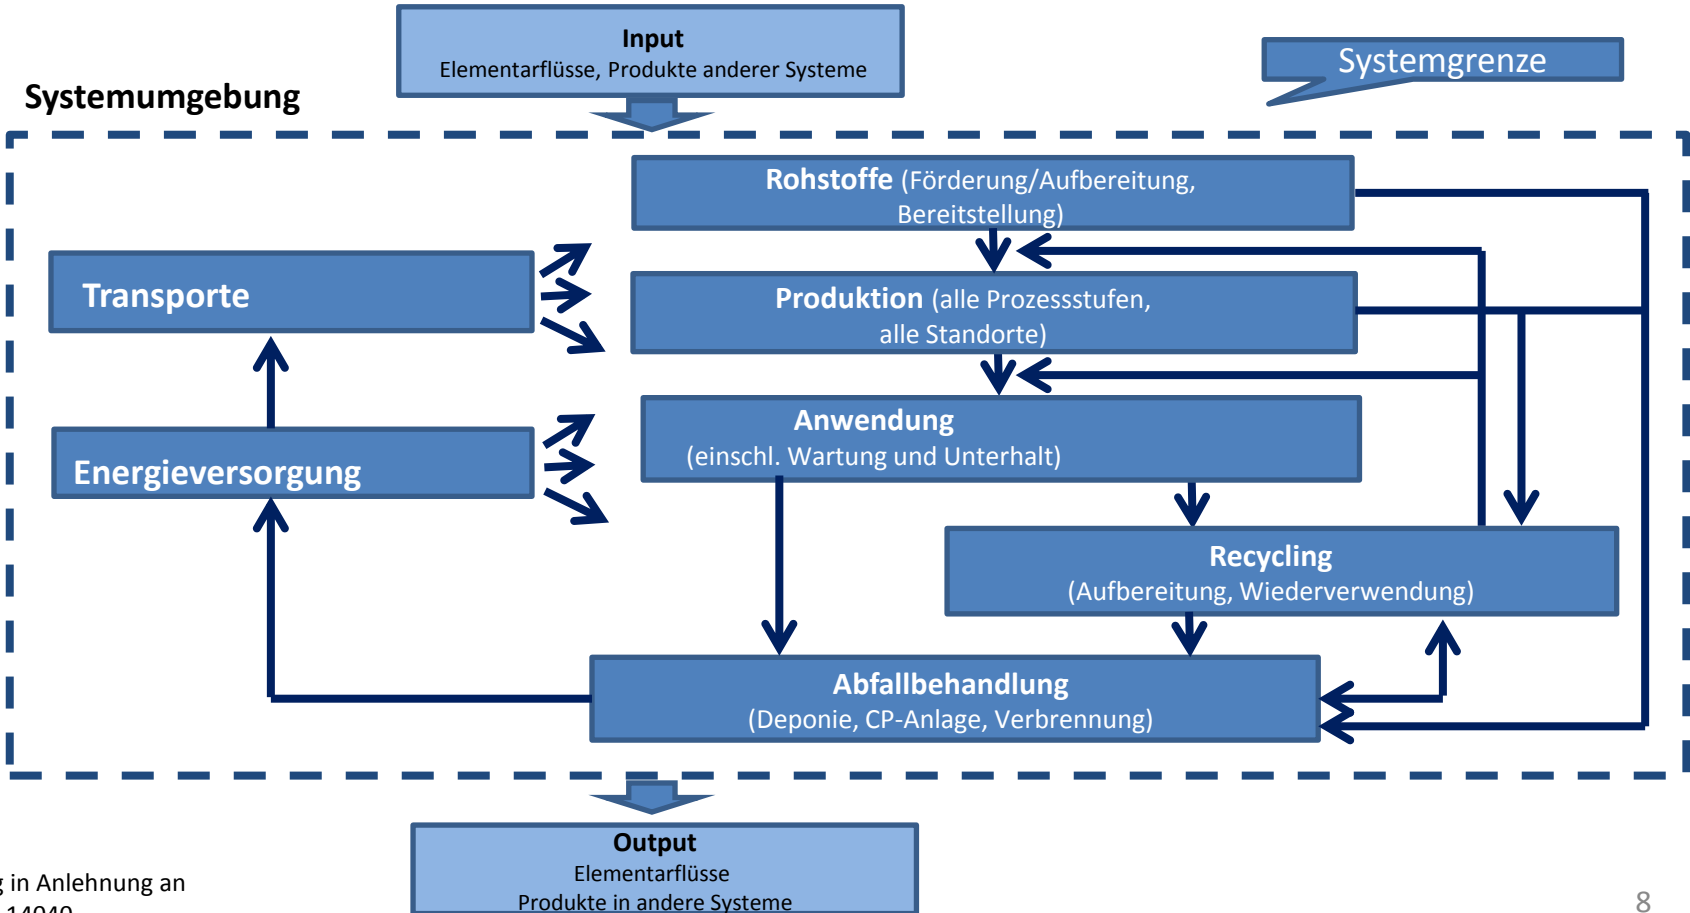 Input
Elementarflüsse, Produkte anderer Systeme
Systemgrenze
Systemumgebung
Rohstoffe (Förderung/Aufbereitung,
Bereitstellung)
Transporte
Produktion (alle Prozessstufen,
alle Standorte)
Anwendung
(einschl. Wartung und Unterhalt)
Energieversorgung
Recycling
(Aufbereitung, Wiederverwendung)
Abfallbehandlung
(Deponie, CP-Anlage, Verbrennung)
Output
Elementarflüsse
Produkte in andere Systeme
in Anlehnung an
14040
8